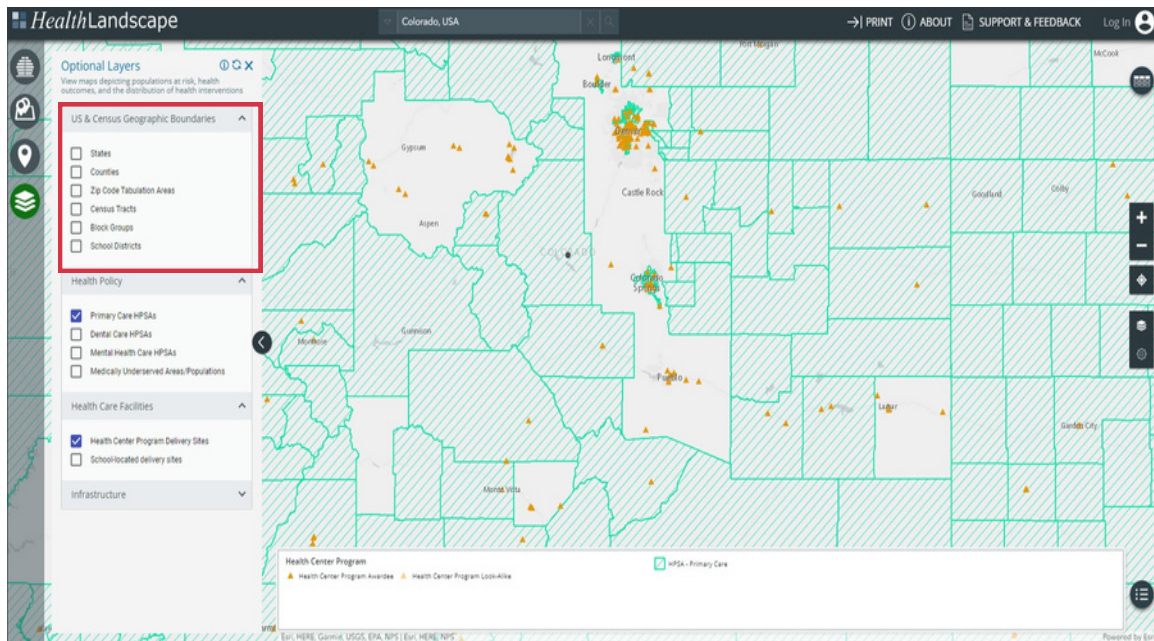 HealthLandscape
Colorado, USA
PRINT
ABOUT
SUPPORT & FEEDBACK
Log In
Optional Layers
View maps depicting populations at risk, health
outcomes, and the distribution of health interventions
US & Census Geographic Boundaries
States
Counties
Zip Code Tabulation Areas
Census Tracts
Block Groups
School Districts
Health Policy
Primary Care HPSAs
Dental Care HPSAs
Mental Health Care HPSAs
Medically Underserved Areas/Populations
Health Care Facilities
Health Center Program Delivery Sites
School-located delivery sites
Infrastructure
Fort Morgan
McCook
Longmont
Boulder
Denver
Gypsum
Castle Rock
Goodland
Colby
Aspen
COLORADO
Colorado
Springs
Gunnison
Montrose
Pueblo
Lamar
Garden City
Monte Vista
Health Center Program
Health Center Program Awardee
Health Center Program Look-Alike
HPSA - Primary Care
Esri, HERE, Garmin, USGS, EPA, NPS | Esri, HERE, NPS
Powered by Esri